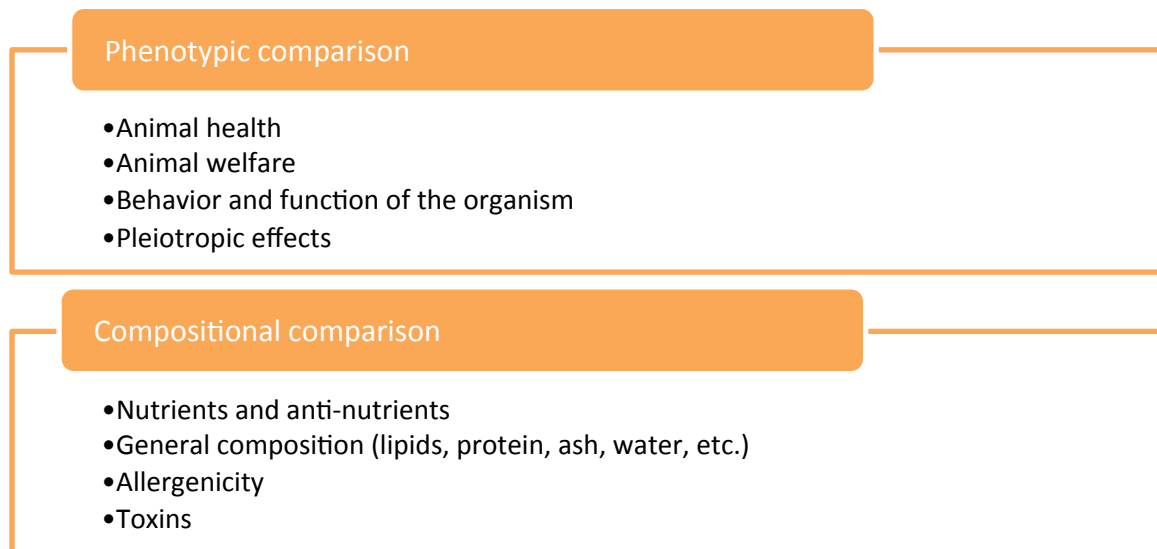 Phenotypic comparison
•Animal health
•Animal welfare
•Behavior and function of the organism
•Pleiotropic effects
Compositional comparison
•Nutrients and anti-nutrients
•General composition (lipids, protein, ash, water, etc.)
•Allergenicity
•Toxins